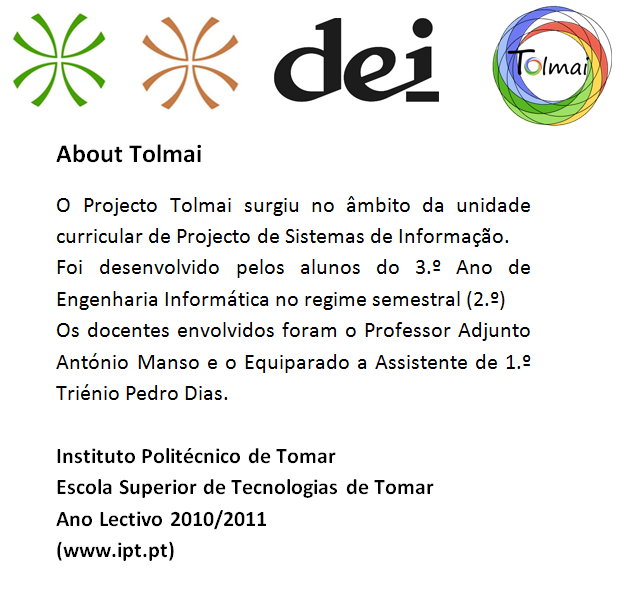 dei
Tolmai
About Tolmai
O Projecto Tolmai surgiu no âmbito da unidade
curricular de Projecto de Sistemas de Informação.
Foi desenvolvido pelos alunos do 3.º Ano de
Engenharia Informática no regime semestral (2.º)
Os docentes envolvidos foram o Professor Adjunto
António Manso e o Equiparado a Assistente de 1.º
Triénio Pedro Dias.
Instituto Politécnico de Tomar
Escola Superior de Tecnologias de Tomar
Ano Lectivo 2010/2011
(www.ipt.pt)